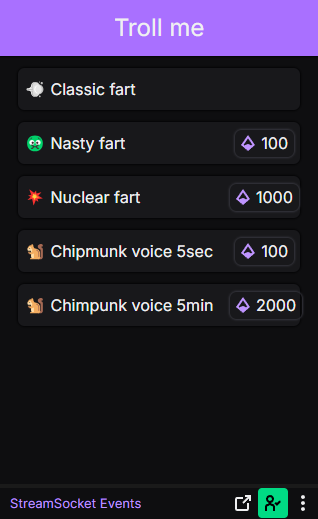 Troll me
Classic fart
Nasty fart 100
Nuclear fart 1000
Chipmunk voice 5sec 100
Chimpunk voice 5min 2000
StreamSocket Events